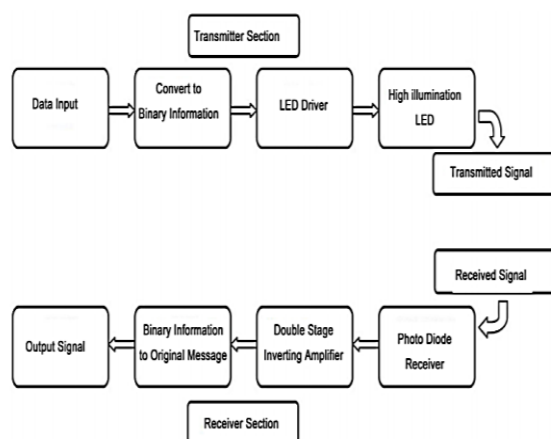 Transmitter Section
Data Input
Convert to
Binary Information
LED Driver
High illumination
LED
Transmitted Signal
Received Signal
Output Signal
Binary Information
to Original Message
Double Stage
Inverting Amplifier
Photo Diode
Receiver
Receiver Section